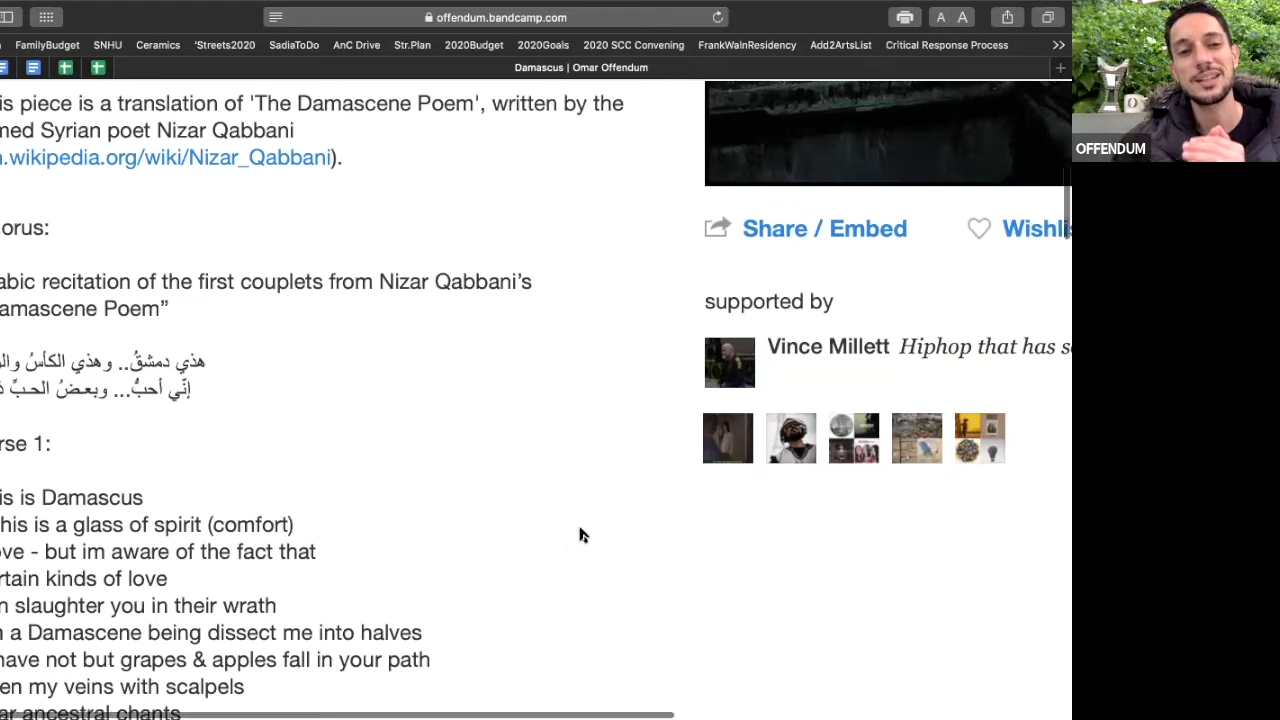 offendum.bandcamp.com
A A
FamilyBudget SNHU Ceramics 'Streets2020 SadiaToDo AnC Drive Str.Plan 2020Budget 2020Goals 2020 SCC Convening FrankWalnResidency Add2ArtsList Critical Response Process >>
Damascus | Omar Offendum
is piece is a translation of 'The Damascene Poem', written by the
med Syrian poet Nizar Qabbani
n.wikipedia.org/wiki/Nizar_Qabbani).
orus:
abic recitation of the first couplets from Nizar Qabbani’s
amascene Poem”
هذي دمشقُ.. وهذي الكأسُ والر
إنّي أحبُّ... وبعضُ الحبِّ ذ
rse 1:
is is Damascus
his is a glass of spirit (comfort)
ove - but im aware of the fact that
rtain kinds of love
n slaughter you in their wrath
n a Damascene being dissect me into halves
have not but grapes & apples fall in your path
en my veins with scalpels
ar ancestral chants
Share / Embed
Wishli
supported by
Vince Millett Hiphop that has s
OFFENDUM